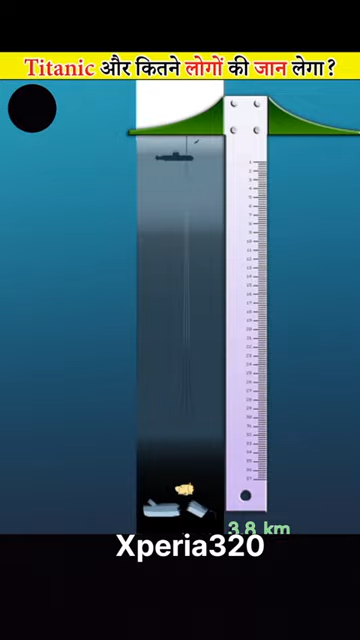 Titanic और कितने लोगों की जान लेगा?
3.8 km
Xperia320